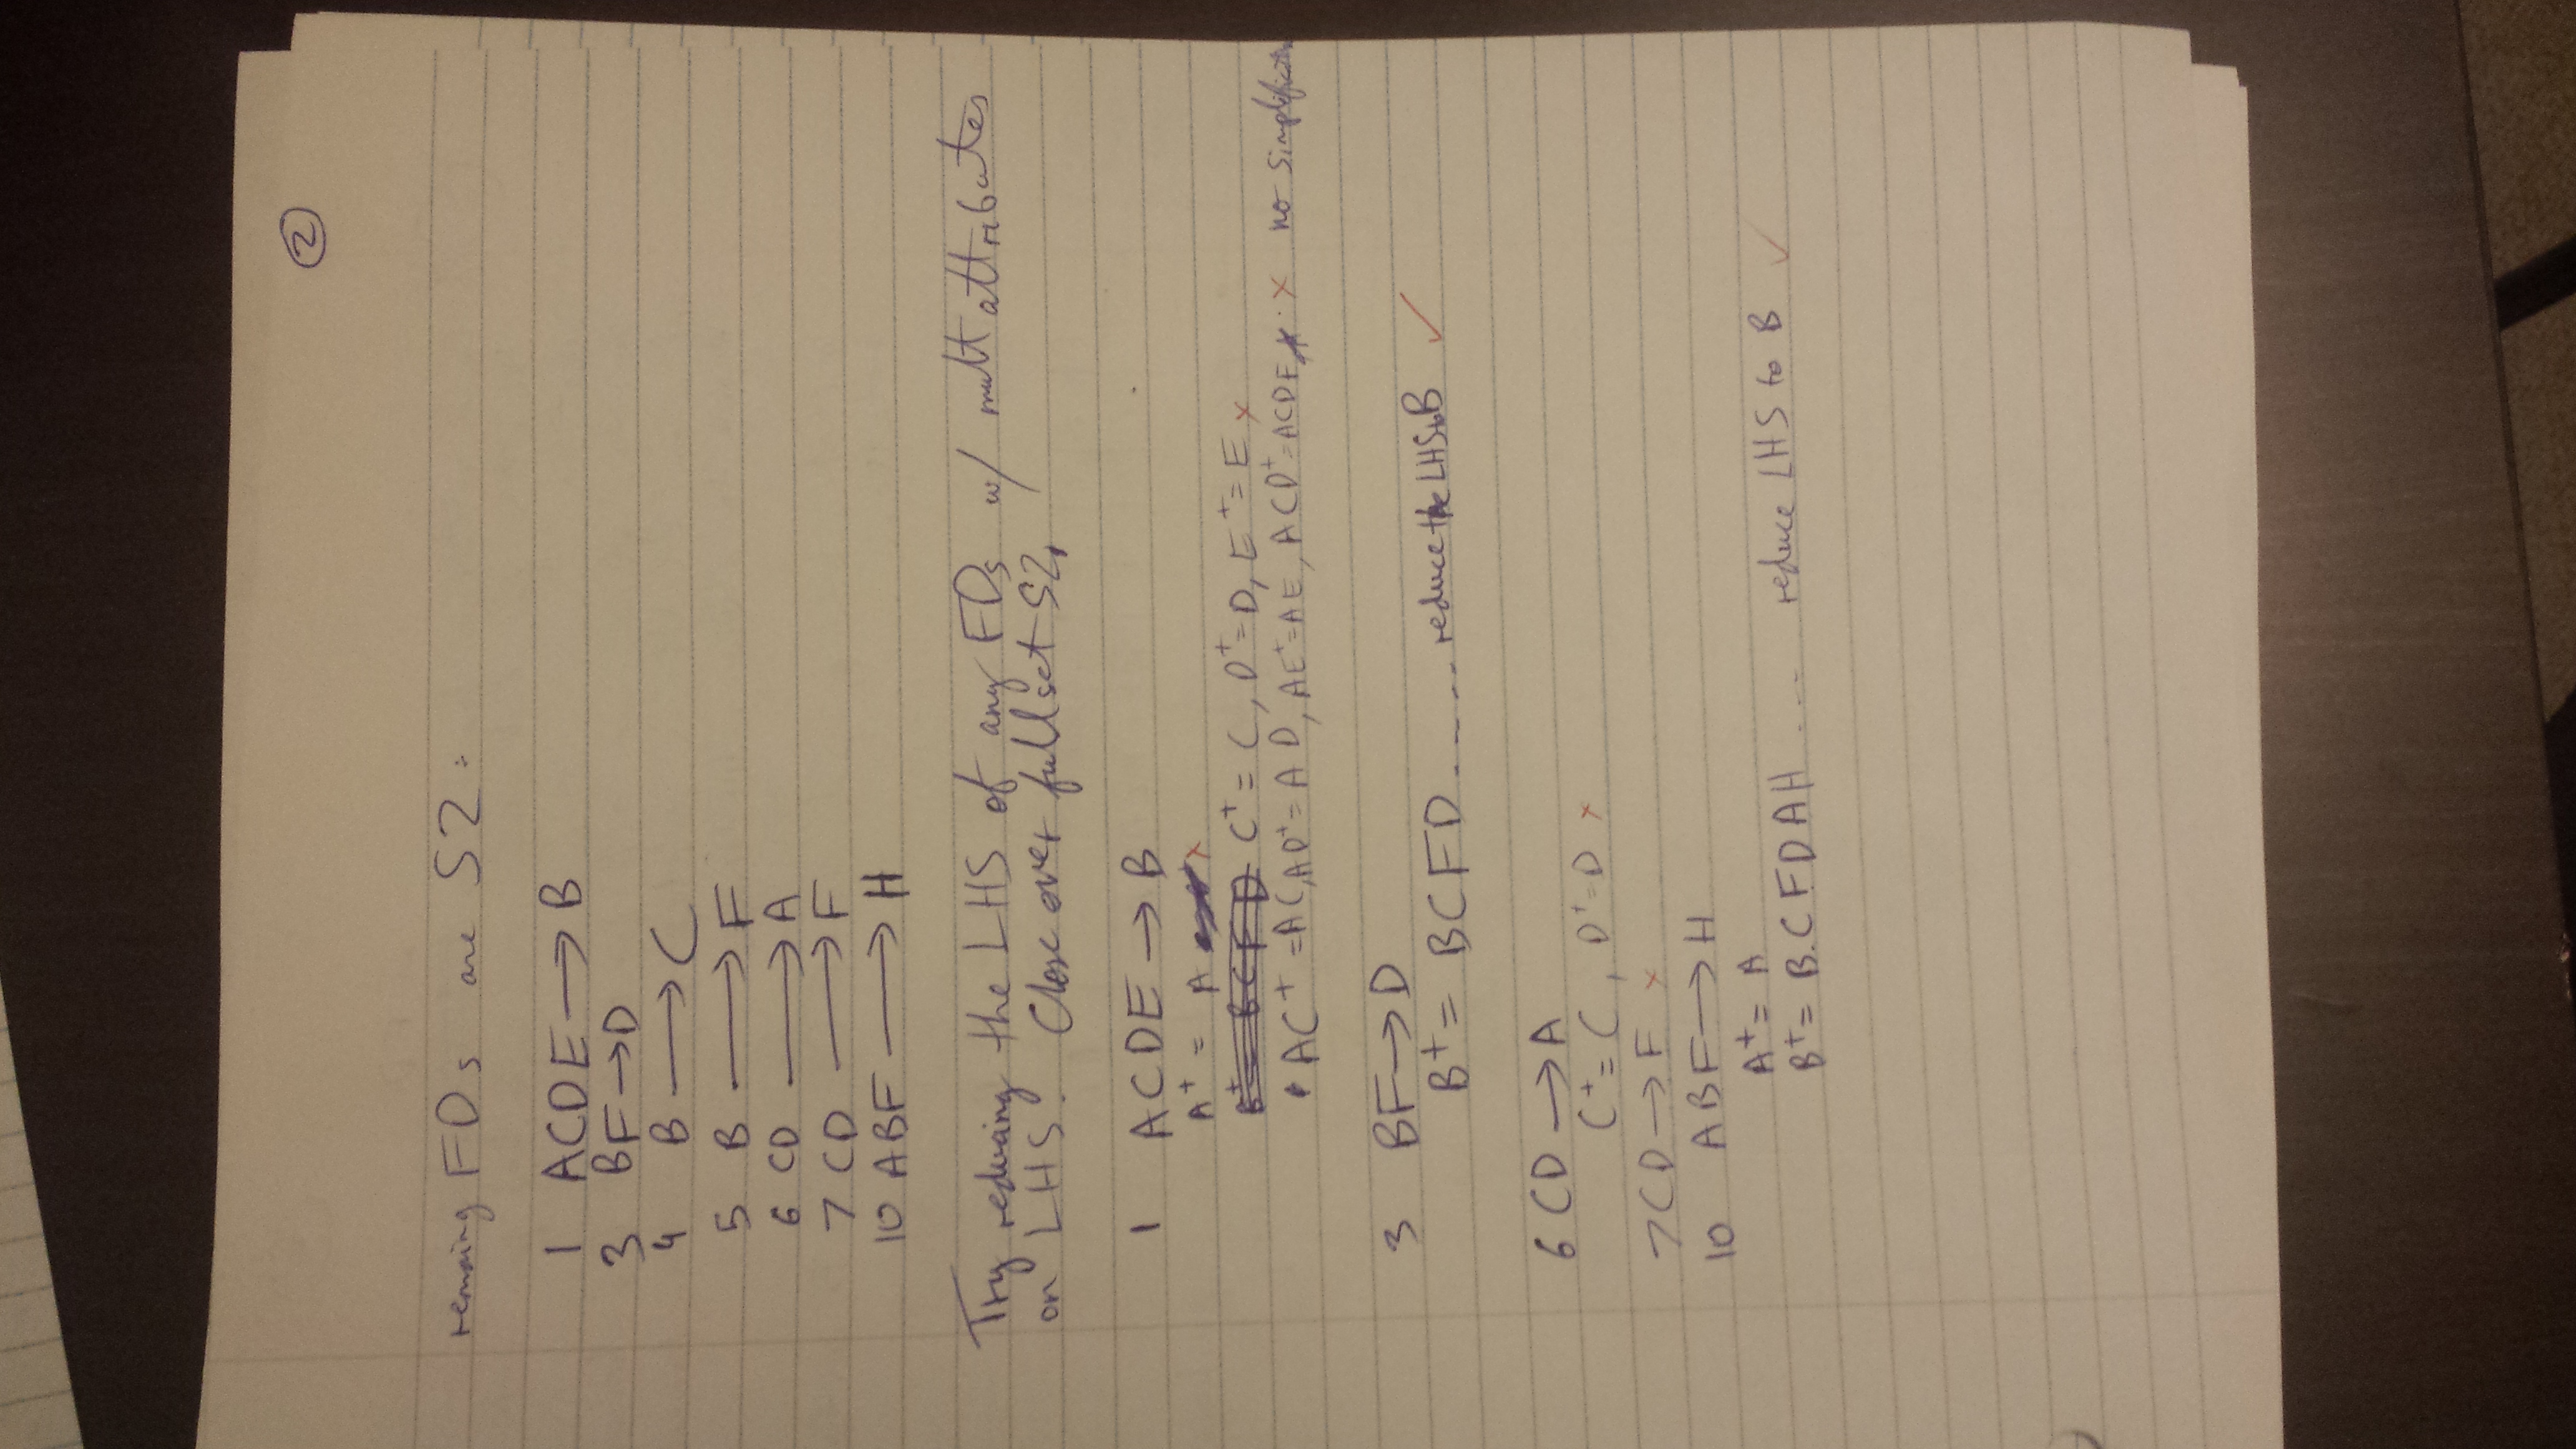 2
remaing FDs are S2:
1 ACDE → B
3 BF → D
4 B → C
5 B → F
6 CD → A
7 CD → F
10 ABF → H
Try reducing the LHS of any FDs w/ mult attributes
on LHS. Close over full set S2.
1 ACDE → B
A+ = A x
B+ = BCFD C+ = C, D+ = D, E+ = E x
AC+ = AC, AD+ = AD, AE+ = AE, ACD+ = ACDF x no simplification
3 BF → D
B+ = BCFD ..... reduce the LHS to B ✓
6 CD → A
C+ = C, D+ = D x
7 CD → F x
10 ABF → H
A+ = A
B+ = B.CFDAH ... reduce LHS to B ✓